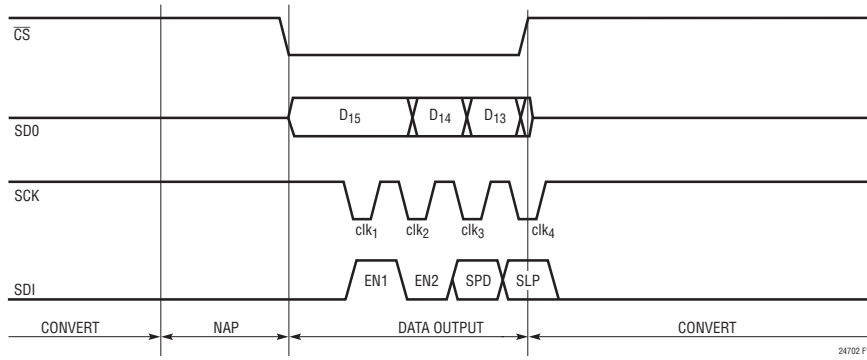 CS
D15 D14 D13
SD0
SCK
clk1 clk2 clk3 clk4
EN1 EN2 SPD SLP
SDI
CONVERT NAP DATA OUTPUT CONVERT
24702 F